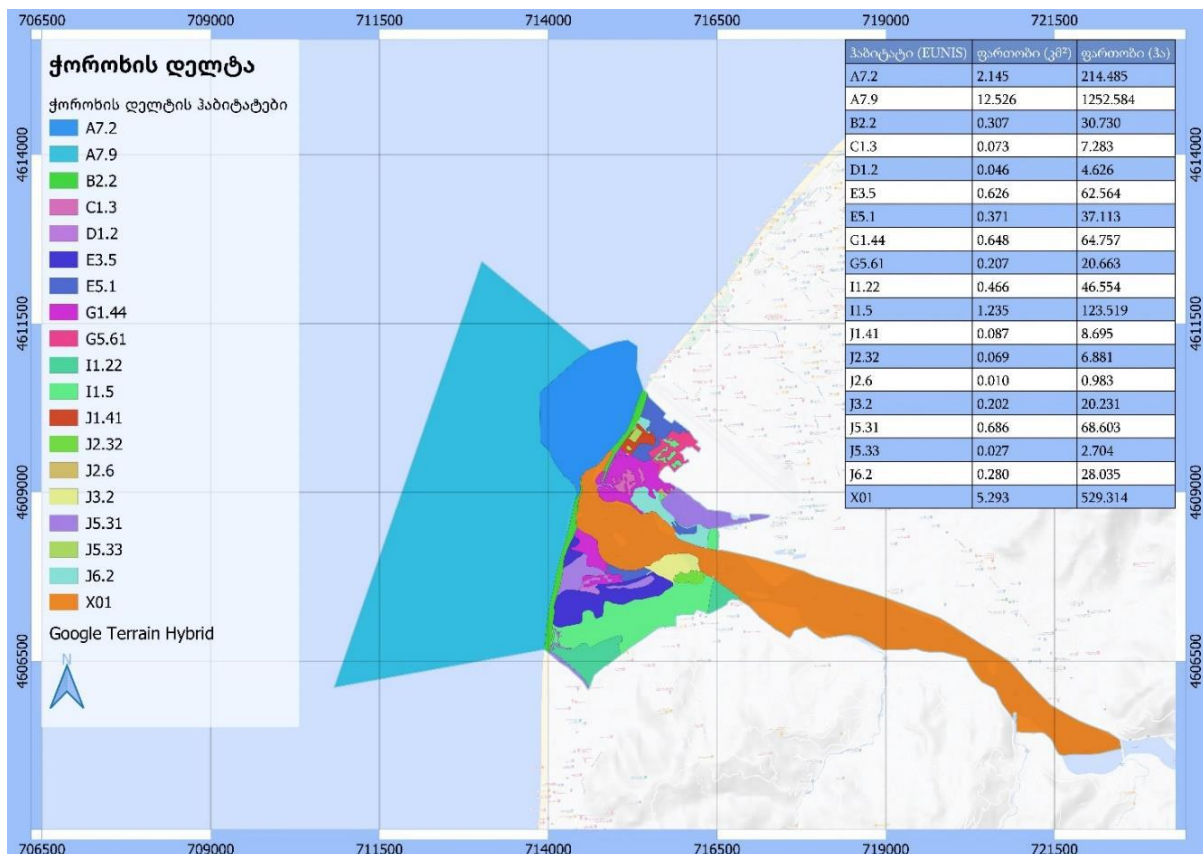 706500 709000 711500 714000 716500 719000 721500
ჭოროხის დელტა
ჭოროხის დელტის ჰაბიტატები
A7.2
A7.9
B2.2
C1.3
D1.2
E3.5
E5.1
G1.44
G5.61
I1.22
I1.5
J1.41
J2.32
J2.6
J3.2
J5.31
J5.33
J6.2
X01
Google Terrain Hybrid
N
ჰაბიტატი (EUNIS) ფართობი (კმ²) ფართობი (ჰა)
A7.2 2.145 214.485
A7.9 12.526 1252.584
B2.2 0.307 30.730
C1.3 0.073 7.283
D1.2 0.046 4.626
E3.5 0.626 62.564
E5.1 0.371 37.113
G1.44 0.648 64.757
G5.61 0.207 20.663
I1.22 0.466 46.554
I1.5 1.235 123.519
J1.41 0.087 8.695
J2.32 0.069 6.881
J2.6 0.010 0.983
J3.2 0.202 20.231
J5.31 0.686 68.603
J5.33 0.027 2.704
J6.2 0.280 28.035
X01 5.293 529.314
4614000
4611500
4609000
4606500
4614000
4611500
4609000
4606500
706500 709000 711500 714000 716500 719000 721500